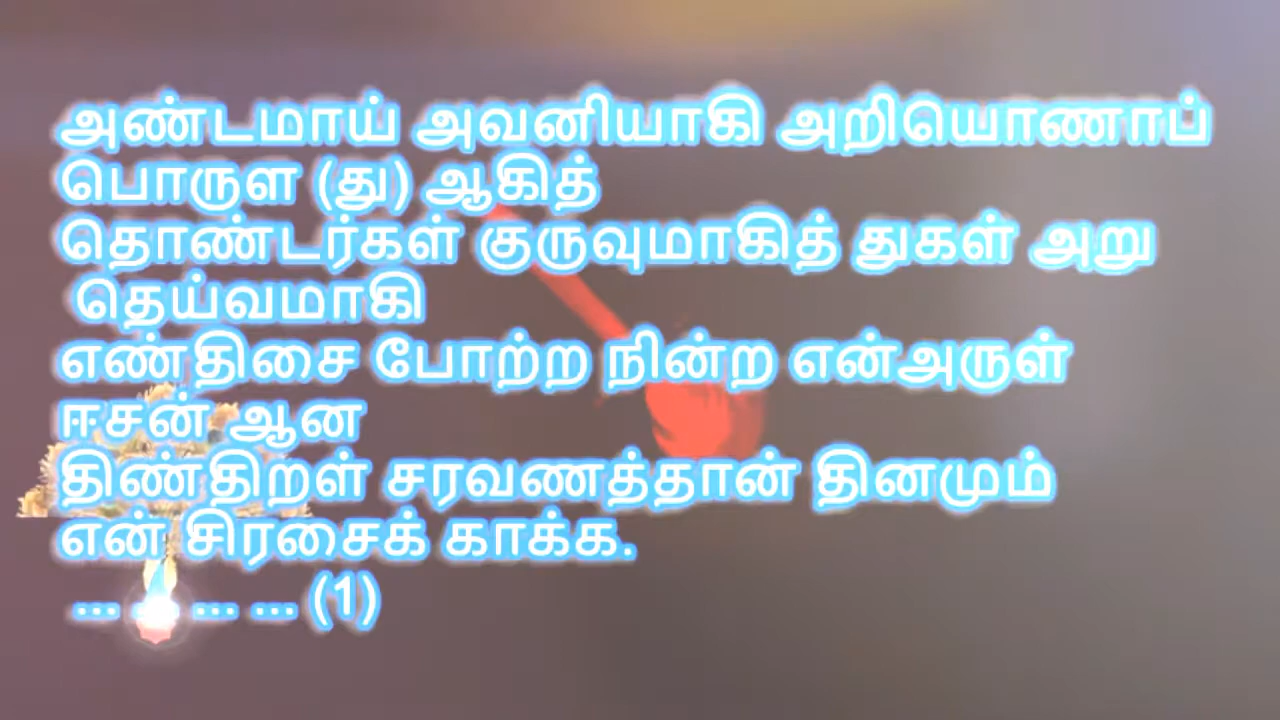 அண்டமாய் அவனியாகி அறியொணாப்
பொருள (து) ஆகித்
தொண்டர்கள் குருவுமாகித் துகள் அறு
தெய்வமாகி
எண்திசை போற்ற நின்ற என்அருள்
ஈசன் ஆன
திண்திறள் சரவணத்தான் தினமும்
என் சிரசைக் காக்க.
... ... ... ... (1)